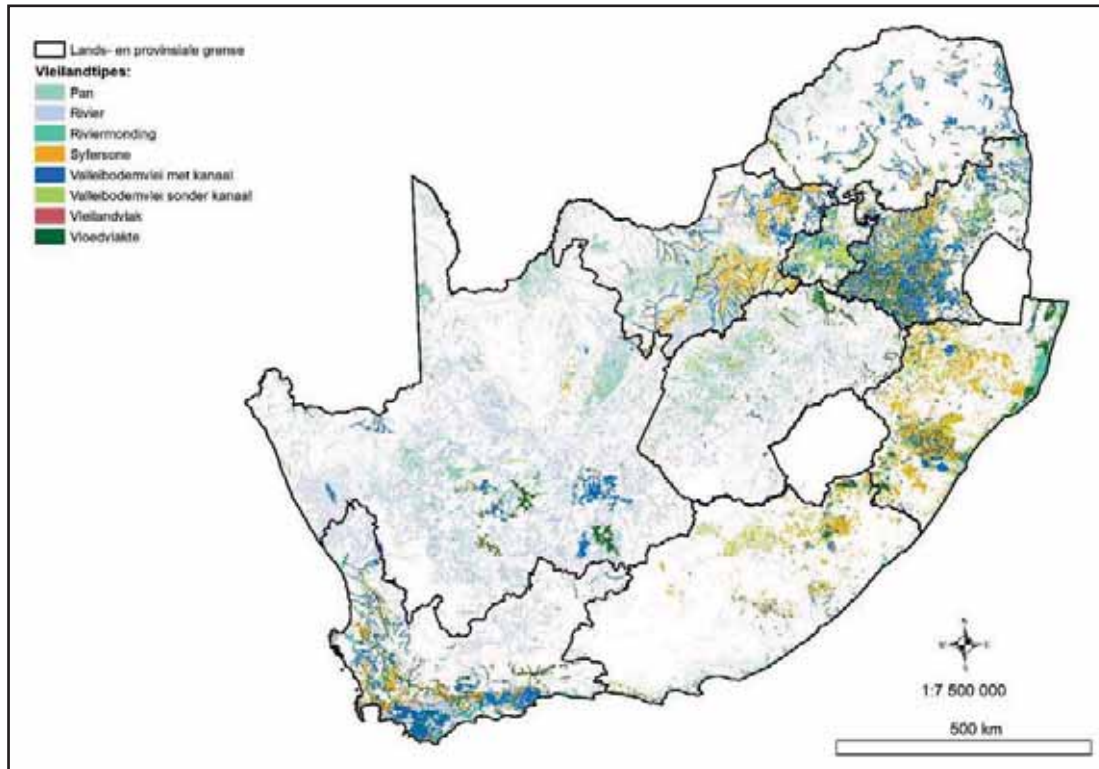 Lands- en provinsiale grense
Vleilandtipes:
Pan
Rivier
Riviermonding
Syfersone
Valleibodemvlei met kanaal
Valleibodemvlei sonder kanaal
Vleilandvlak
Vloedvlakte
N
W E
S
1:7 500 000
500 km